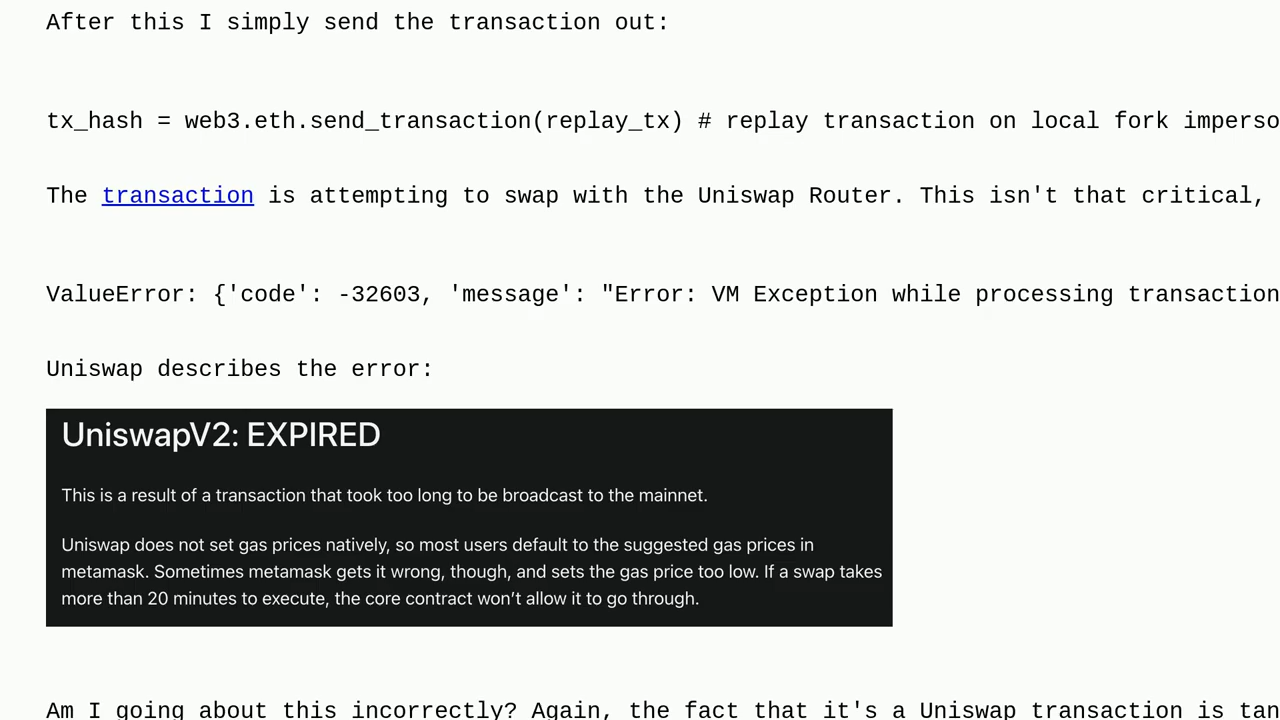 After this I simply send the transaction out:
tx_hash = web3.eth.send_transaction(replay_tx) # replay transaction on local fork imperso
The transaction is attempting to swap with the Uniswap Router. This isn't that critical,
ValueError: {'code': -32603, 'message': "Error: VM Exception while processing transaction
Uniswap describes the error:
UniswapV2: EXPIRED
This is a result of a transaction that took too long to be broadcast to the mainnet.
Uniswap does not set gas prices natively, so most users default to the suggested gas prices in
metamask. Sometimes metamask gets it wrong, though, and sets the gas price too low. If a swap takes
more than 20 minutes to execute, the core contract won’t allow it to go through.
Am I going about this incorrectly? Again, the fact that it's a Uniswap transaction is tan